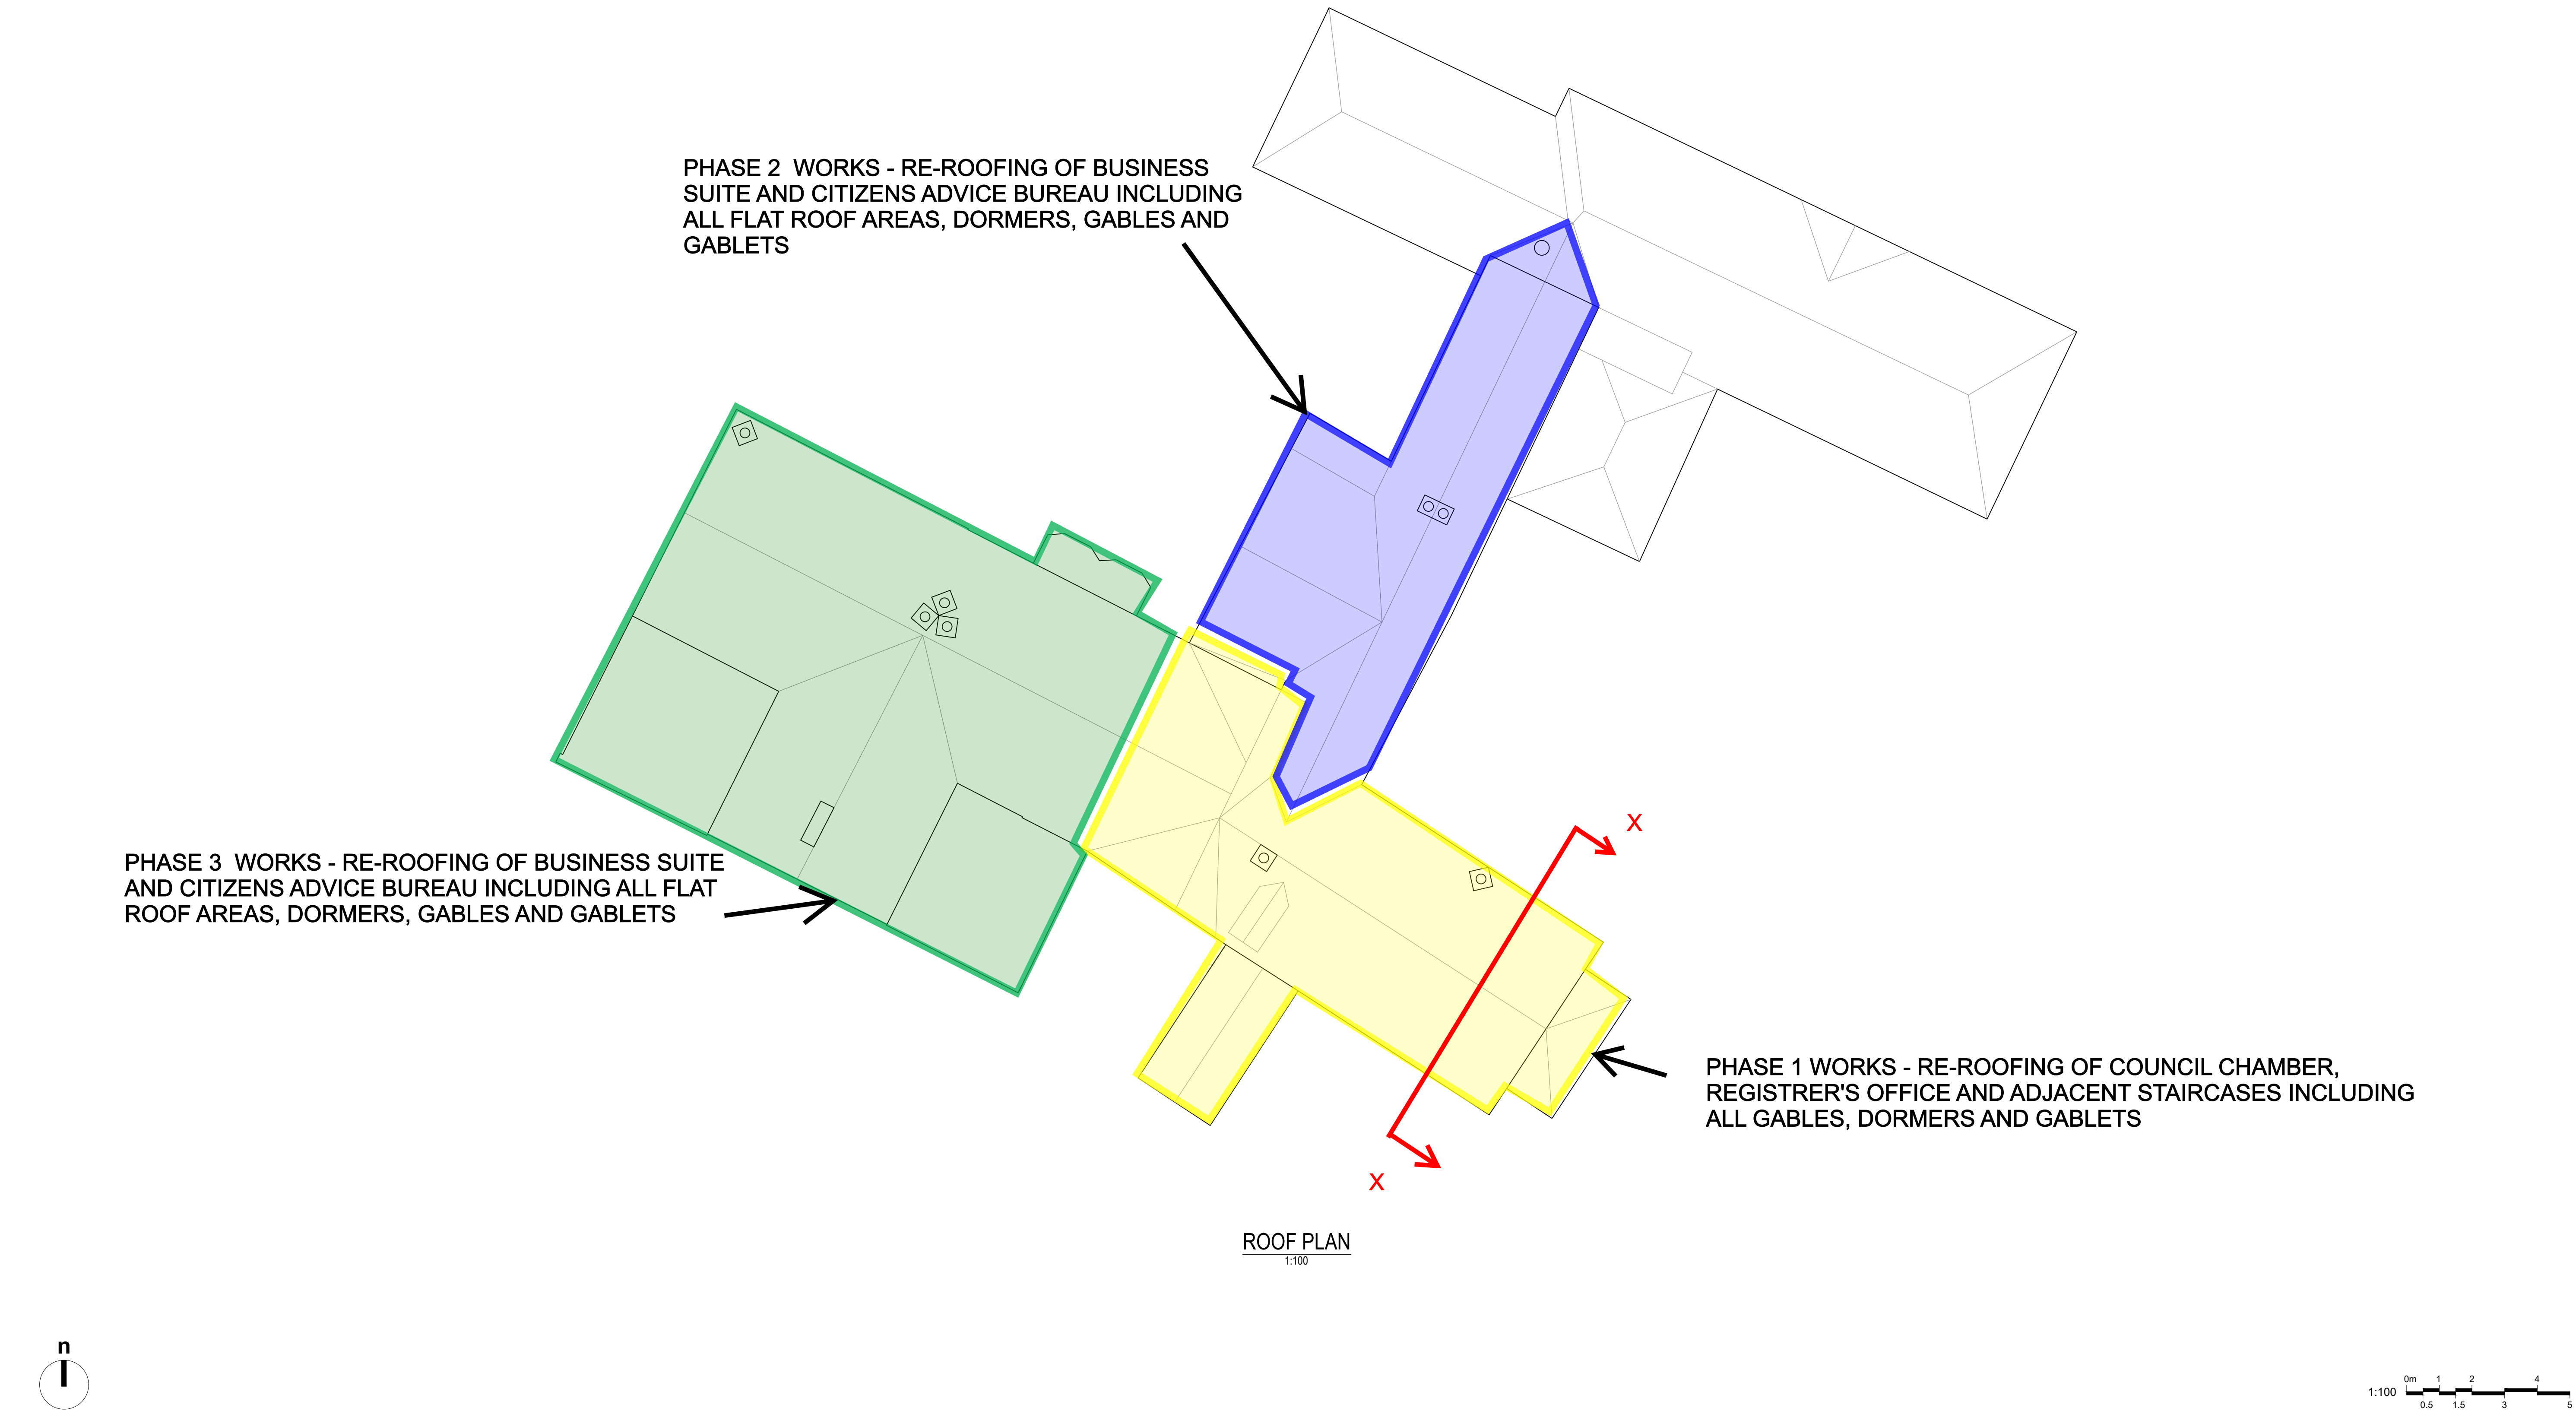 PHASE 2  WORKS - RE-ROOFING OF BUSINESS
SUITE AND CITIZENS ADVICE BUREAU INCLUDING
ALL FLAT ROOF AREAS, DORMERS, GABLES AND
GABLETS
X
PHASE 3  WORKS - RE-ROOFING OF BUSINESS SUITE
AND CITIZENS ADVICE BUREAU INCLUDING ALL FLAT
ROOF AREAS, DORMERS, GABLES AND GABLETS
PHASE 1 WORKS - RE-ROOFING OF COUNCIL CHAMBER,
REGISTRER'S OFFICE AND ADJACENT STAIRCASES INCLUDING
ALL GABLES, DORMERS AND GABLETS
X
ROOF PLAN
1:100
n
0m 1 2 4
1:100
0.5 1.5 3 5